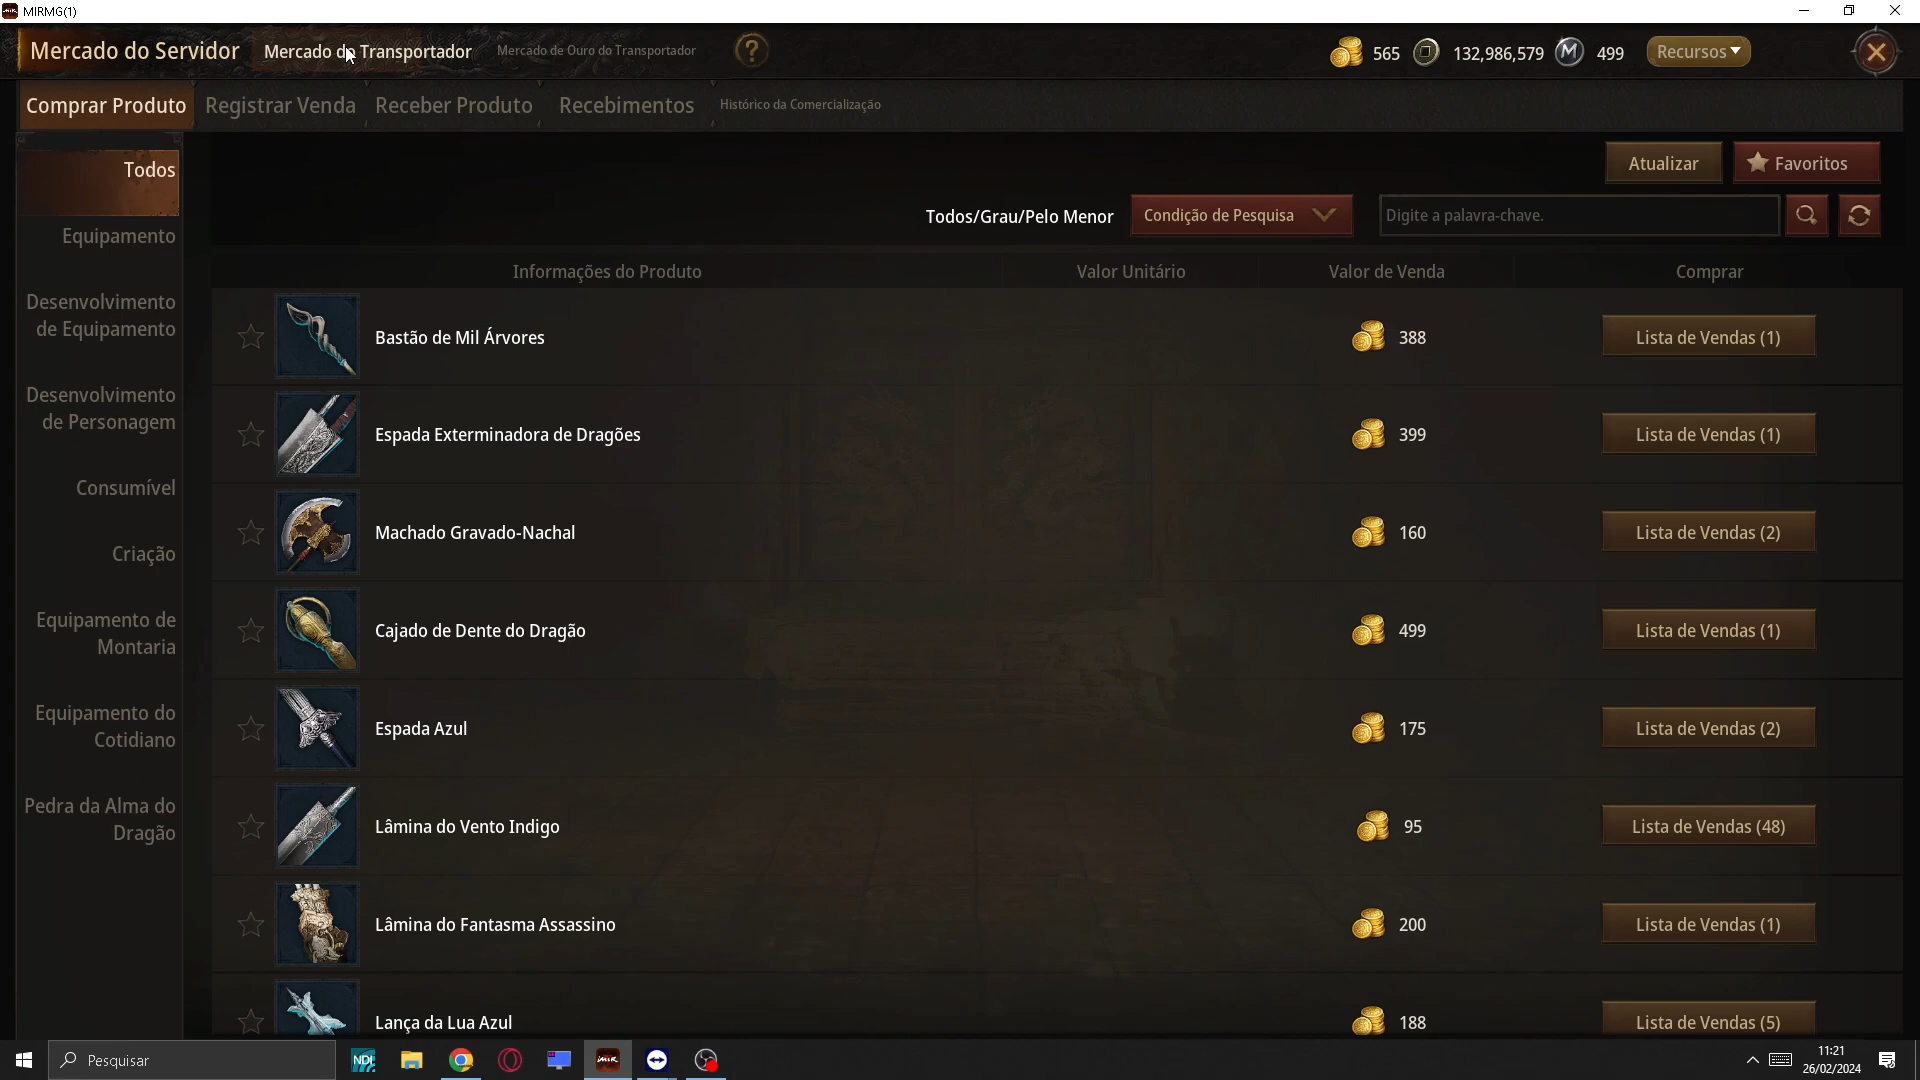 MIRMG(1)
Mercado do Servidor
Mercado do Transportador
Mercado de Ouro do Transportador
?
565
132,986,579
M
499
Recursos
Comprar Produto
Registrar Venda
Receber Produto
Recebimentos
Histórico da Comercialização
Todos
Equipamento
Desenvolvimento
de Equipamento
Desenvolvimento
de Personagem
Consumível
Criação
Equipamento de
Montaria
Equipamento do
Cotidiano
Pedra da Alma do
Dragão
Atualizar
Favoritos
Todos/Grau/Pelo Menor
Condição de Pesquisa
Digite a palavra-chave.
Informações do Produto
Valor Unitário
Valor de Venda
Comprar
Bastão de Mil Árvores
388
Lista de Vendas (1)
Espada Exterminadora de Dragões
399
Lista de Vendas (1)
Machado Gravado-Nachal
160
Lista de Vendas (2)
Cajado de Dente do Dragão
499
Lista de Vendas (1)
Espada Azul
175
Lista de Vendas (2)
Lâmina do Vento Indigo
95
Lista de Vendas (48)
Lâmina do Fantasma Assassino
200
Lista de Vendas (1)
Lança da Lua Azul
188
Lista de Vendas (5)
Pesquisar
NDI
MIR
11:21
26/02/2024